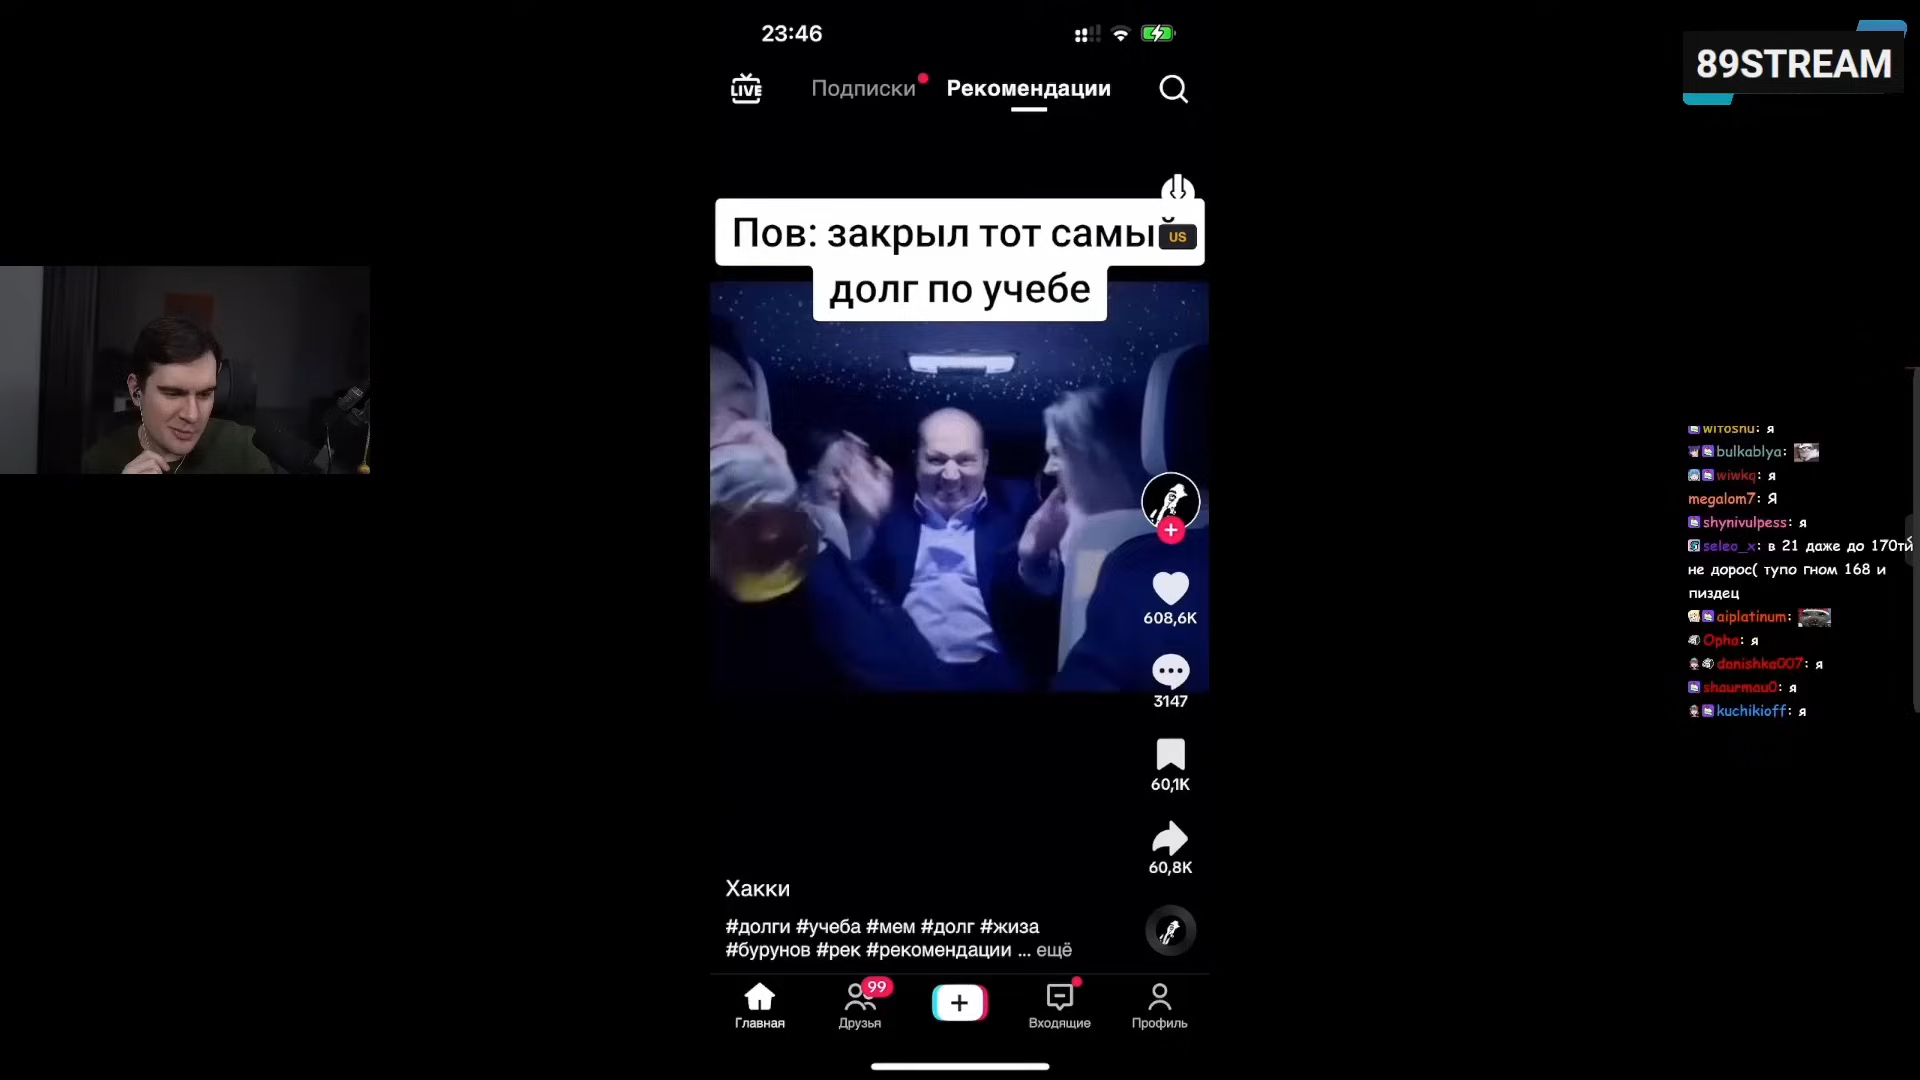 23:46
LIVE
Подписки Рекомендации
89STREAM
Пов: закрыл тот самый
US
долг по учебе
608,6K
3147
60,1K
60,8K
Хакки
#долги #учеба #мем #долг #жиза
#бурунов #рек #рекомендации ... ещё
99
Главная Друзья Входящие Профиль
wifoshu: я
bulkablya:
wiwkq: я
megalom7: Я
shynivulpess: я
seleo_x: в 21 даже до 170ти
не дорос( тупо гном 168 и
пиздец
aiplatinum:
Opha: я
danishka007: я
shaurmau0: я
kuchikioff: я